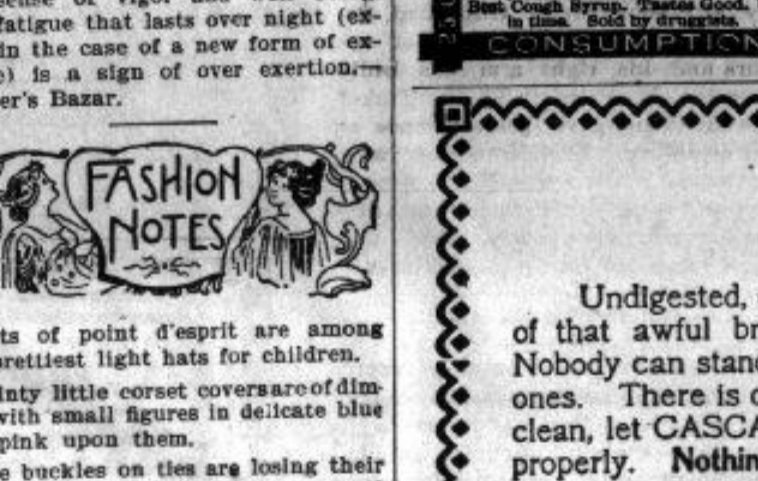 fatigue that lasts over night (ex-
in the case of a new form of ex-
is a sign of over exertion.—
er's Bazar.
FASHION
NOTES
ts of point d'esprit are among
prettiest light hats for children.
inty little corset covers are of dim-
with small figures in delicate blue
pink upon them.
e buckles on ties are losing their
Best Cough Syrup. Tastes Good.
in time. Sold by druggists.
CONSUMPTION
Undigested,
of that awful br
Nobody can stand
ones. There is
clean, let CASCA
properly. Nothin